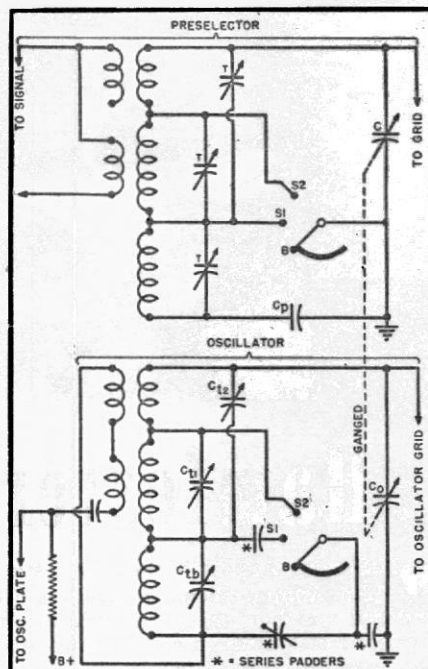 PRESELECTOR
TO SIGNAL
T
T
T
S2
S1
B
Cp
C
TO GRID
OSCILLATOR
Ct2
Ct1
Ctb
S2
* S1
B
GANGED
Co
TO OSC. PLATE
B+
*
*
* = SERIES PADDERS
TO OSCILLATOR GRID